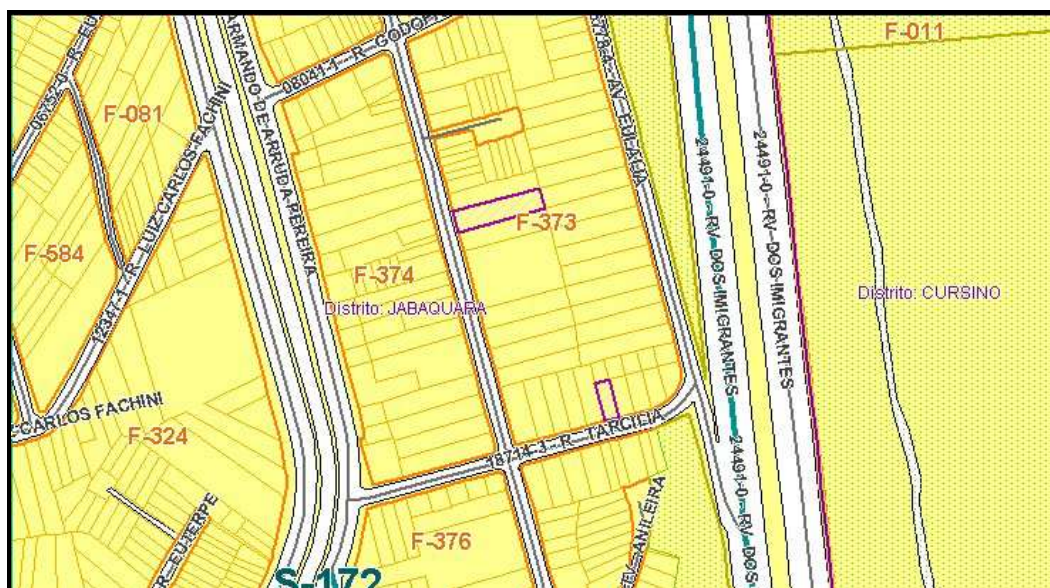 F-011
08041-1--R--GODOF
ARMANDO-DE-ARRUDA-PEREIRA
AV-EULALIA
F-081
12347-1--R--LUIZ-CARLOS-FACHINI
24491-0--RV--DOS-IMIGRANTES
24491-0--RV--DOS-IMIGRANTES
F-373
F-584
F-374
Distrito: JABAQUARA
Distrito: CURSINO
CARLOS FACHINI
F-324
18714-3--R--TARCILIA
24491-0--RV--DOS
R--EUTERPE
ANILEIRA
F-376
S-172